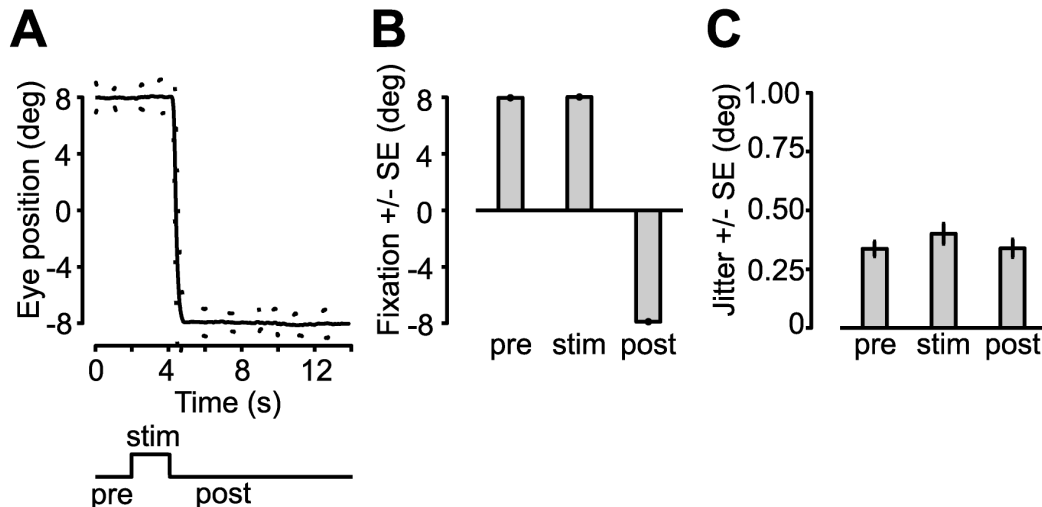 A
Eye position (deg)
8
4
0
-4
-8
0 4 8 12
Time (s)
stim
pre post
B
Fixation +/- SE (deg)
8
4
0
-4
-8
pre stim post
C
Jitter +/- SE (deg)
1.00
0.75
0.50
0.25
0
pre stim post